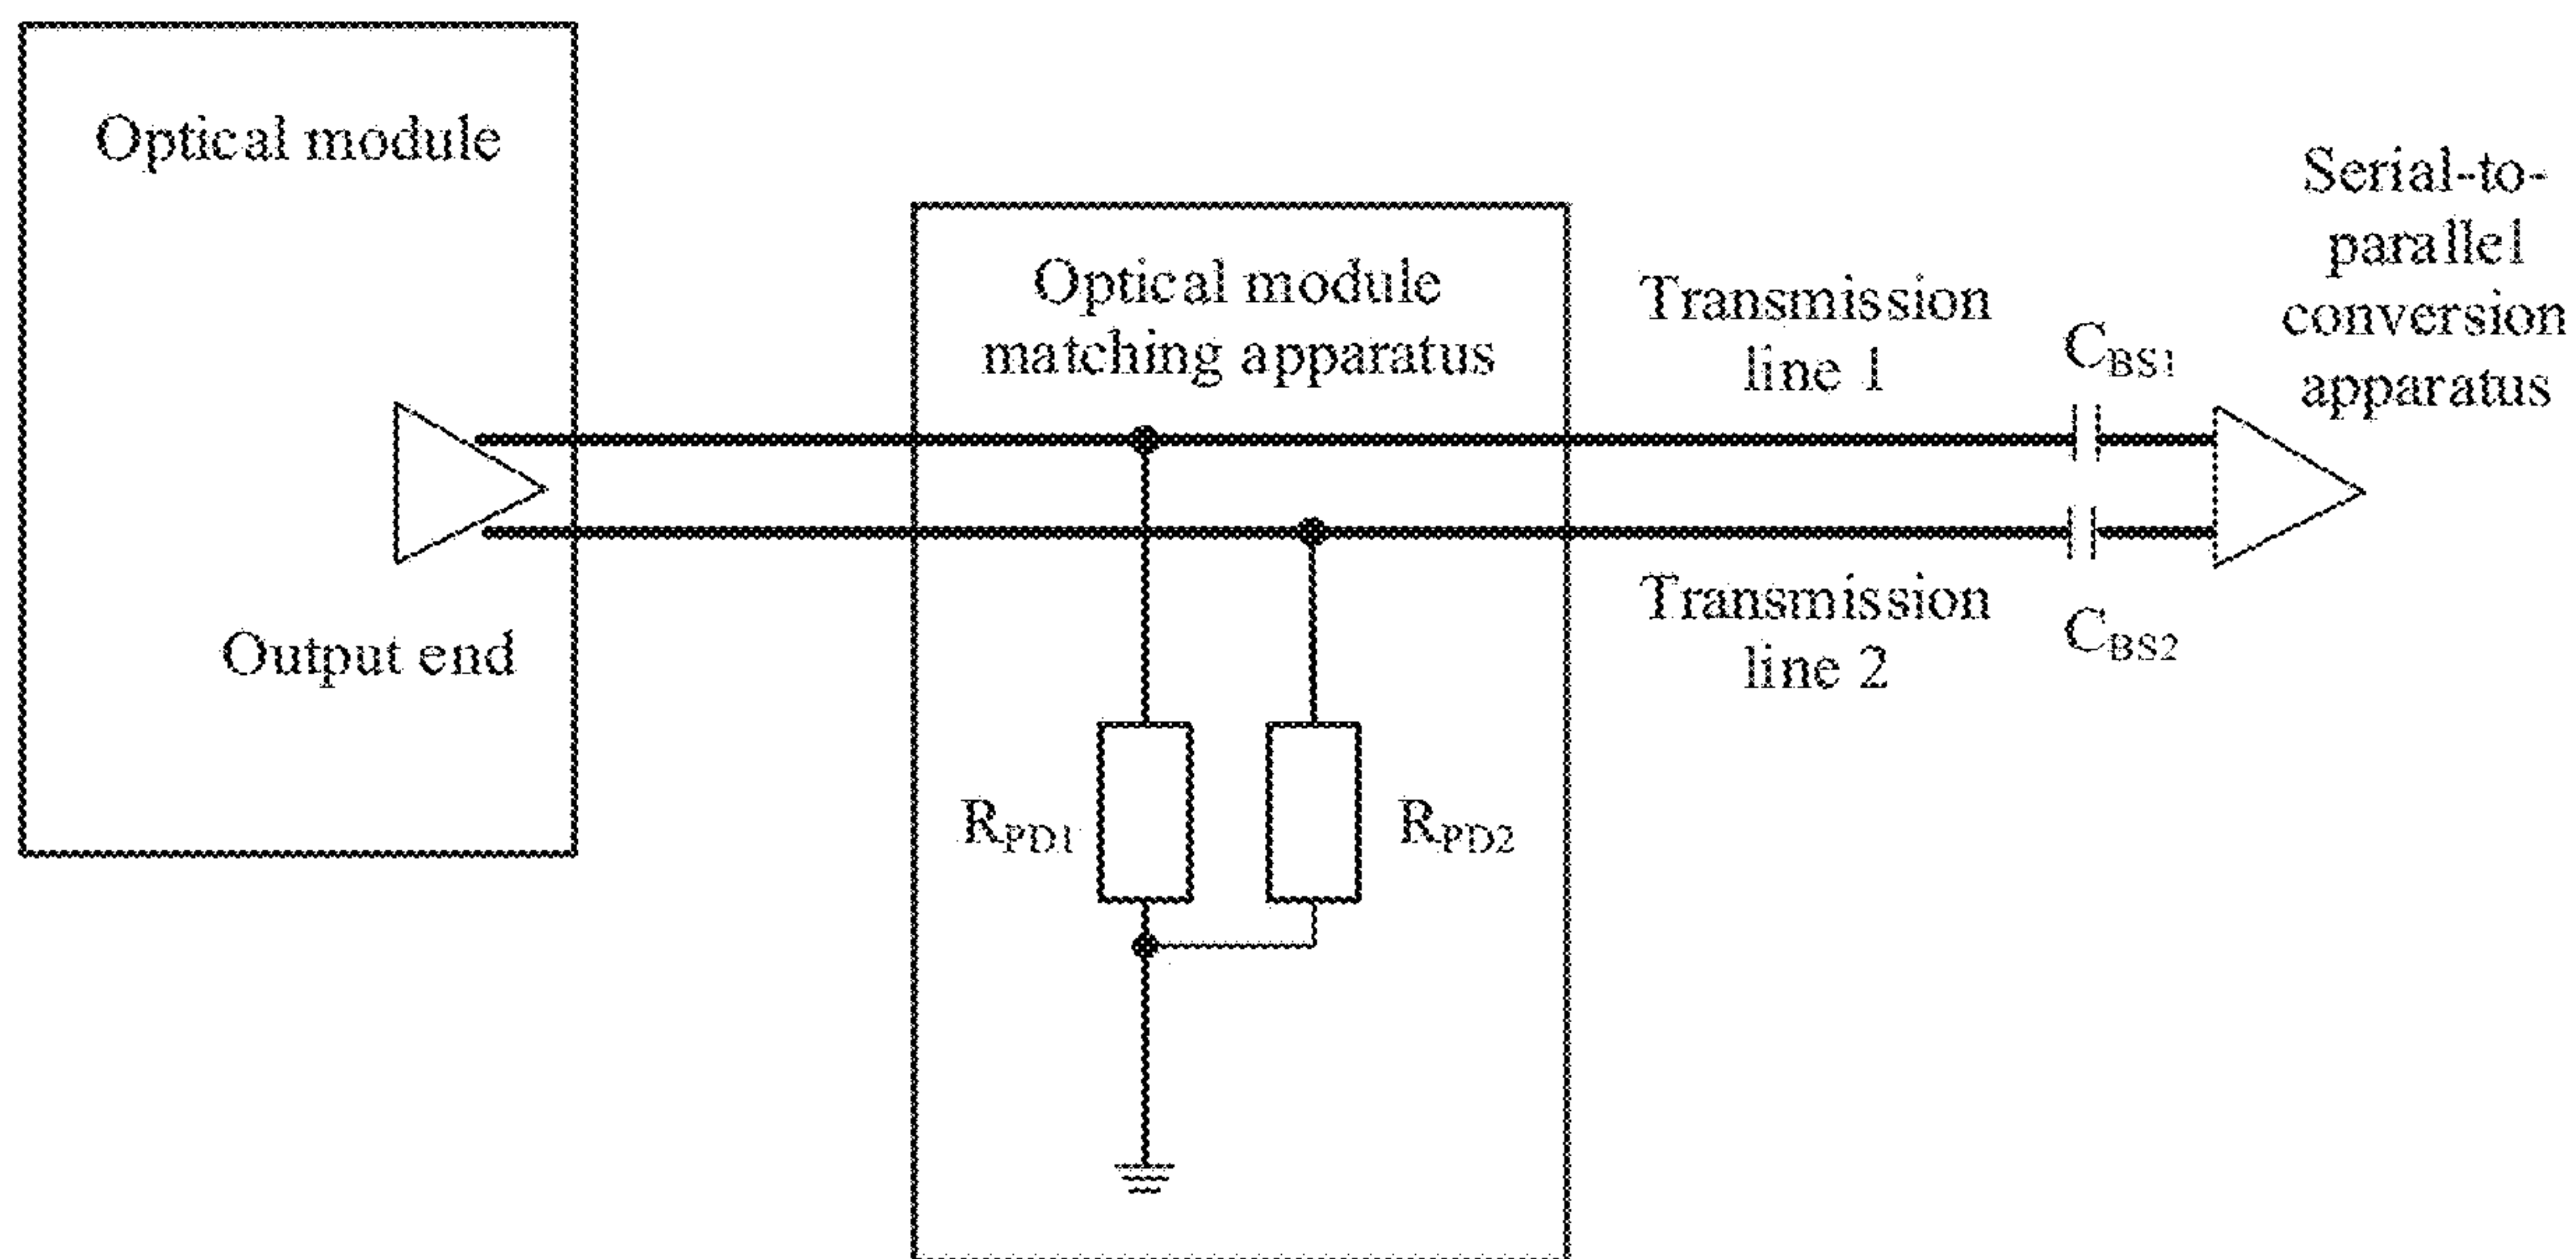 Optical module
Output end
Optical module
matching apparatus
R_PD1
R_PD2
Transmission
line 1
Transmission
line 2
C_BS1
C_BS2
Serial-to-
parallel
conversion
apparatus